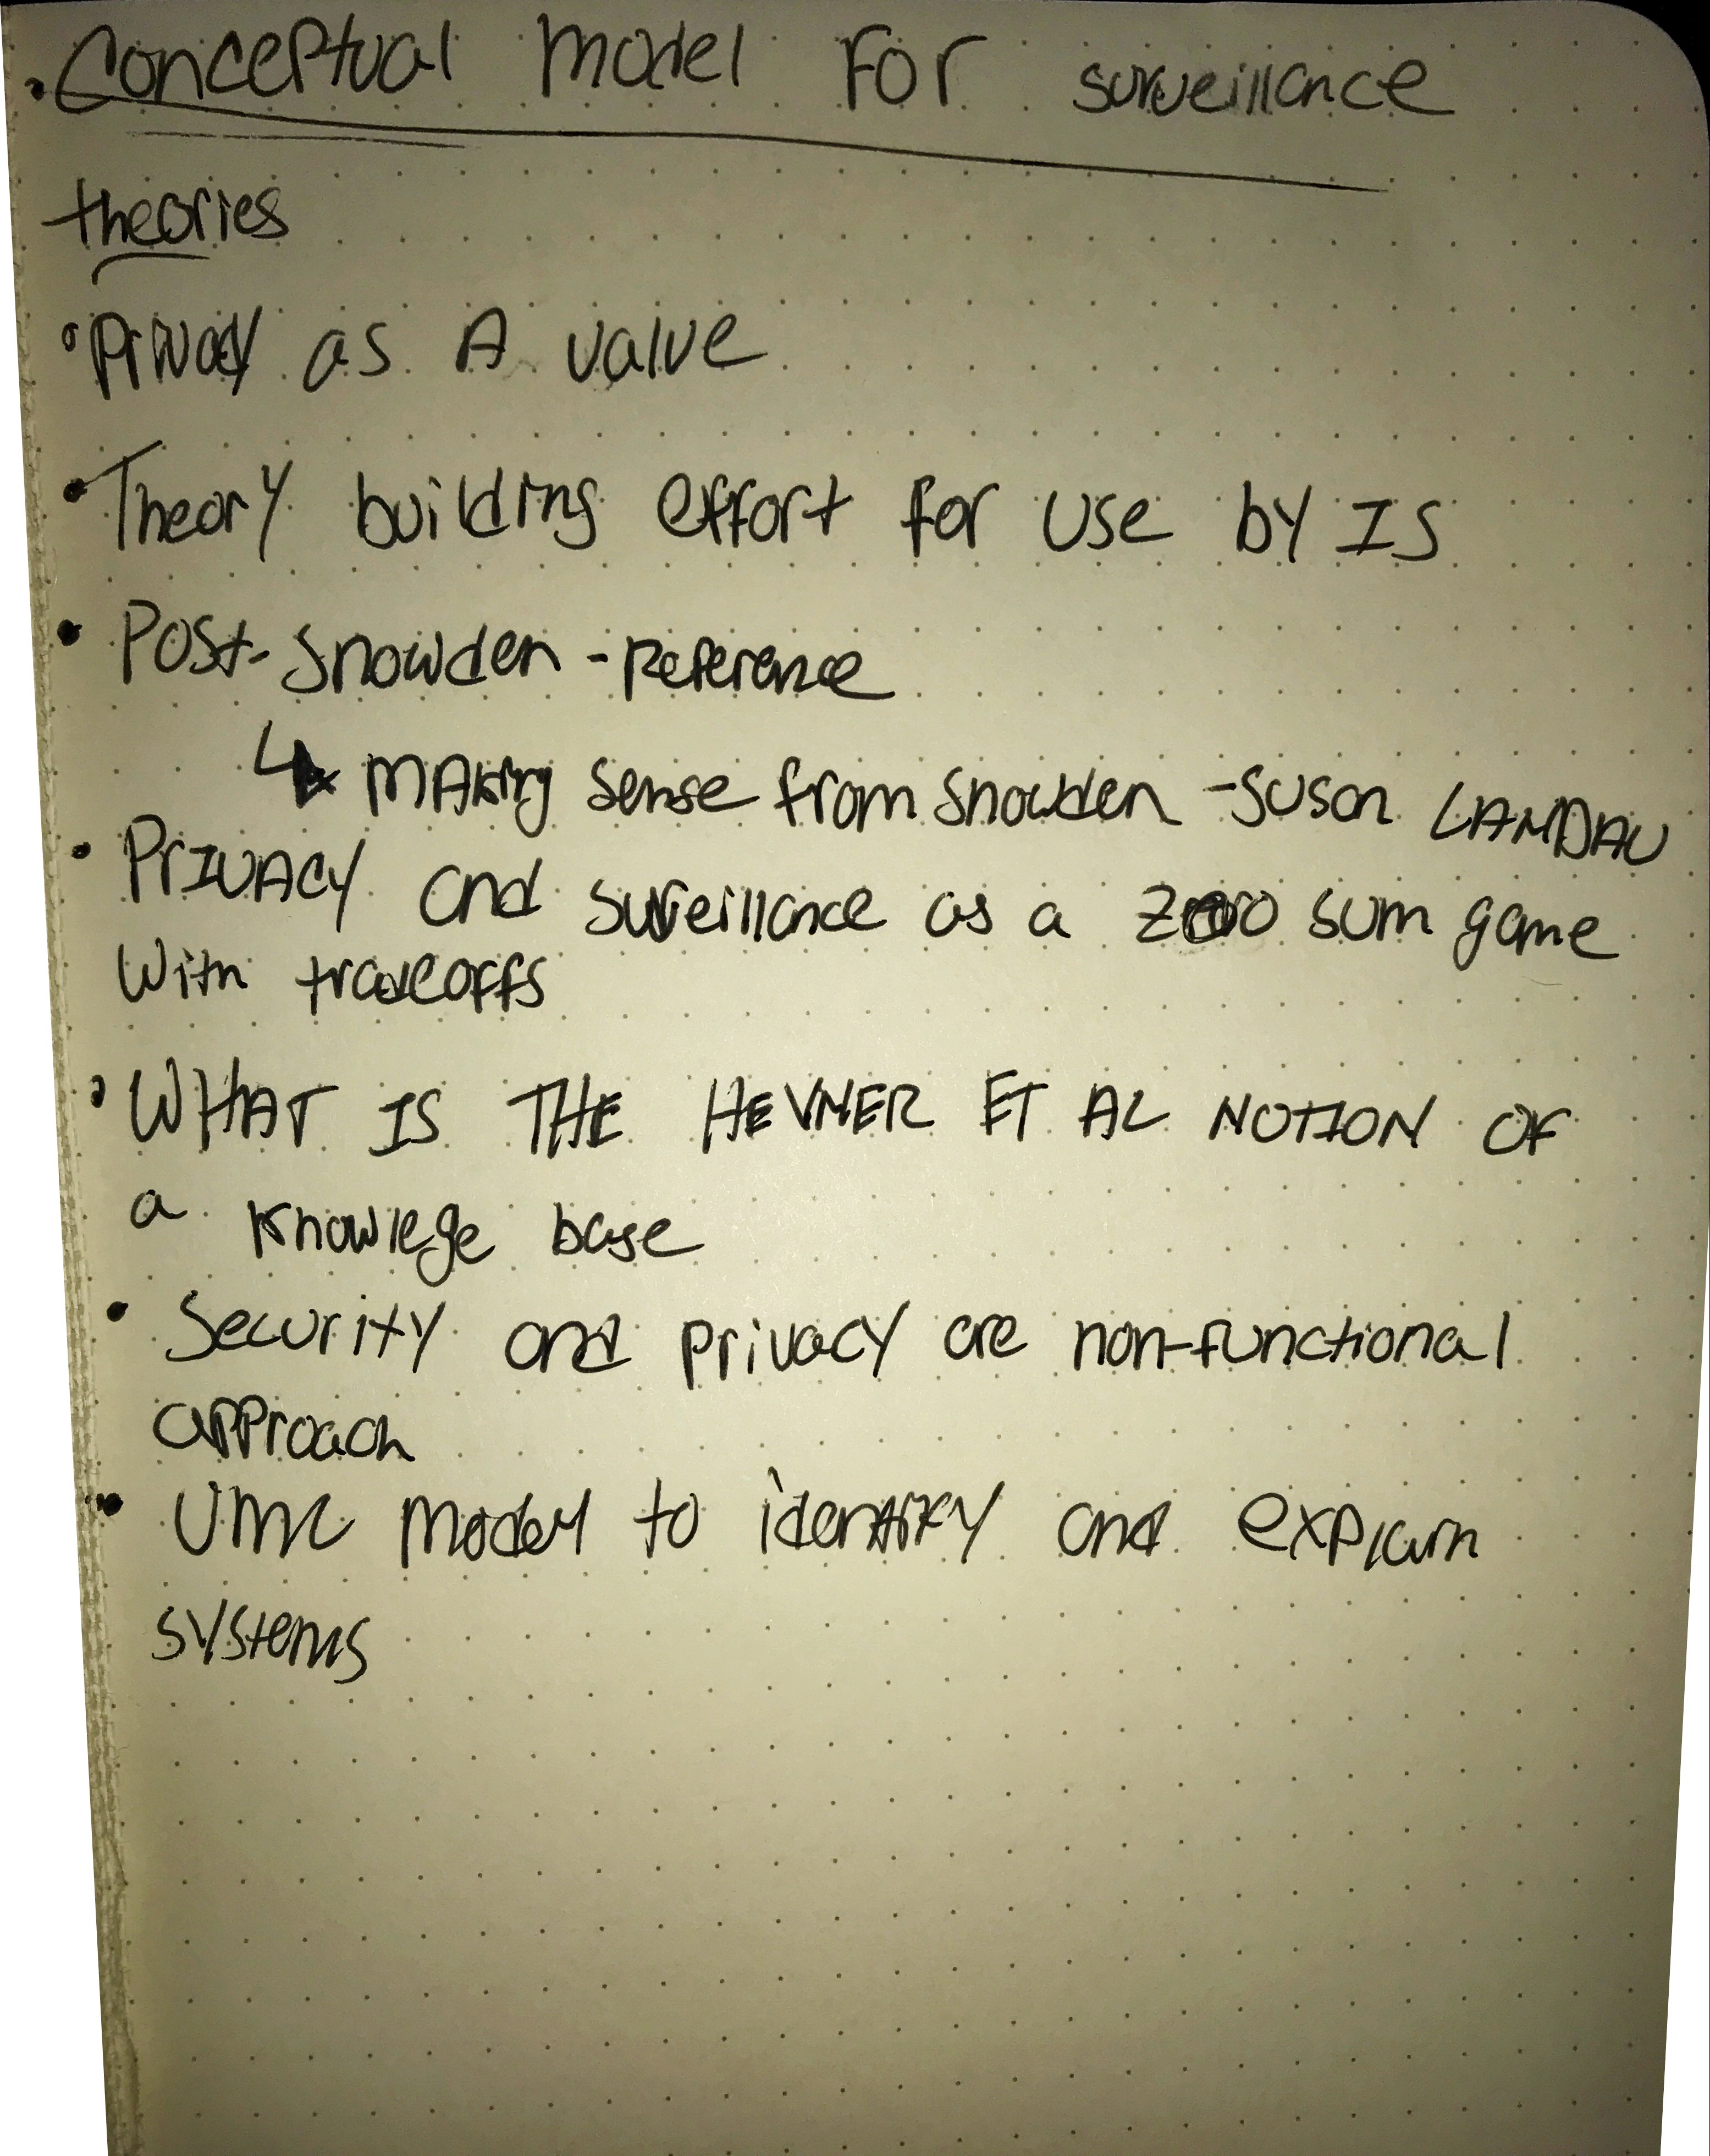 • Conceptual Model For surveillance
theories
• Privacy as A value
• Theory building effort for use by IS
• Post-Snowden - Reference
↳ MAking sense from Snowden - Susan LANDAU
• PRIVACY and surveillance as a zero sum game
with tradeoffs
• WHAT IS THE HEVNER ET AL NOTION OF
a knowlege base
• Security and privacy are non-functional
approach
• UML Model to identify and explain
systems